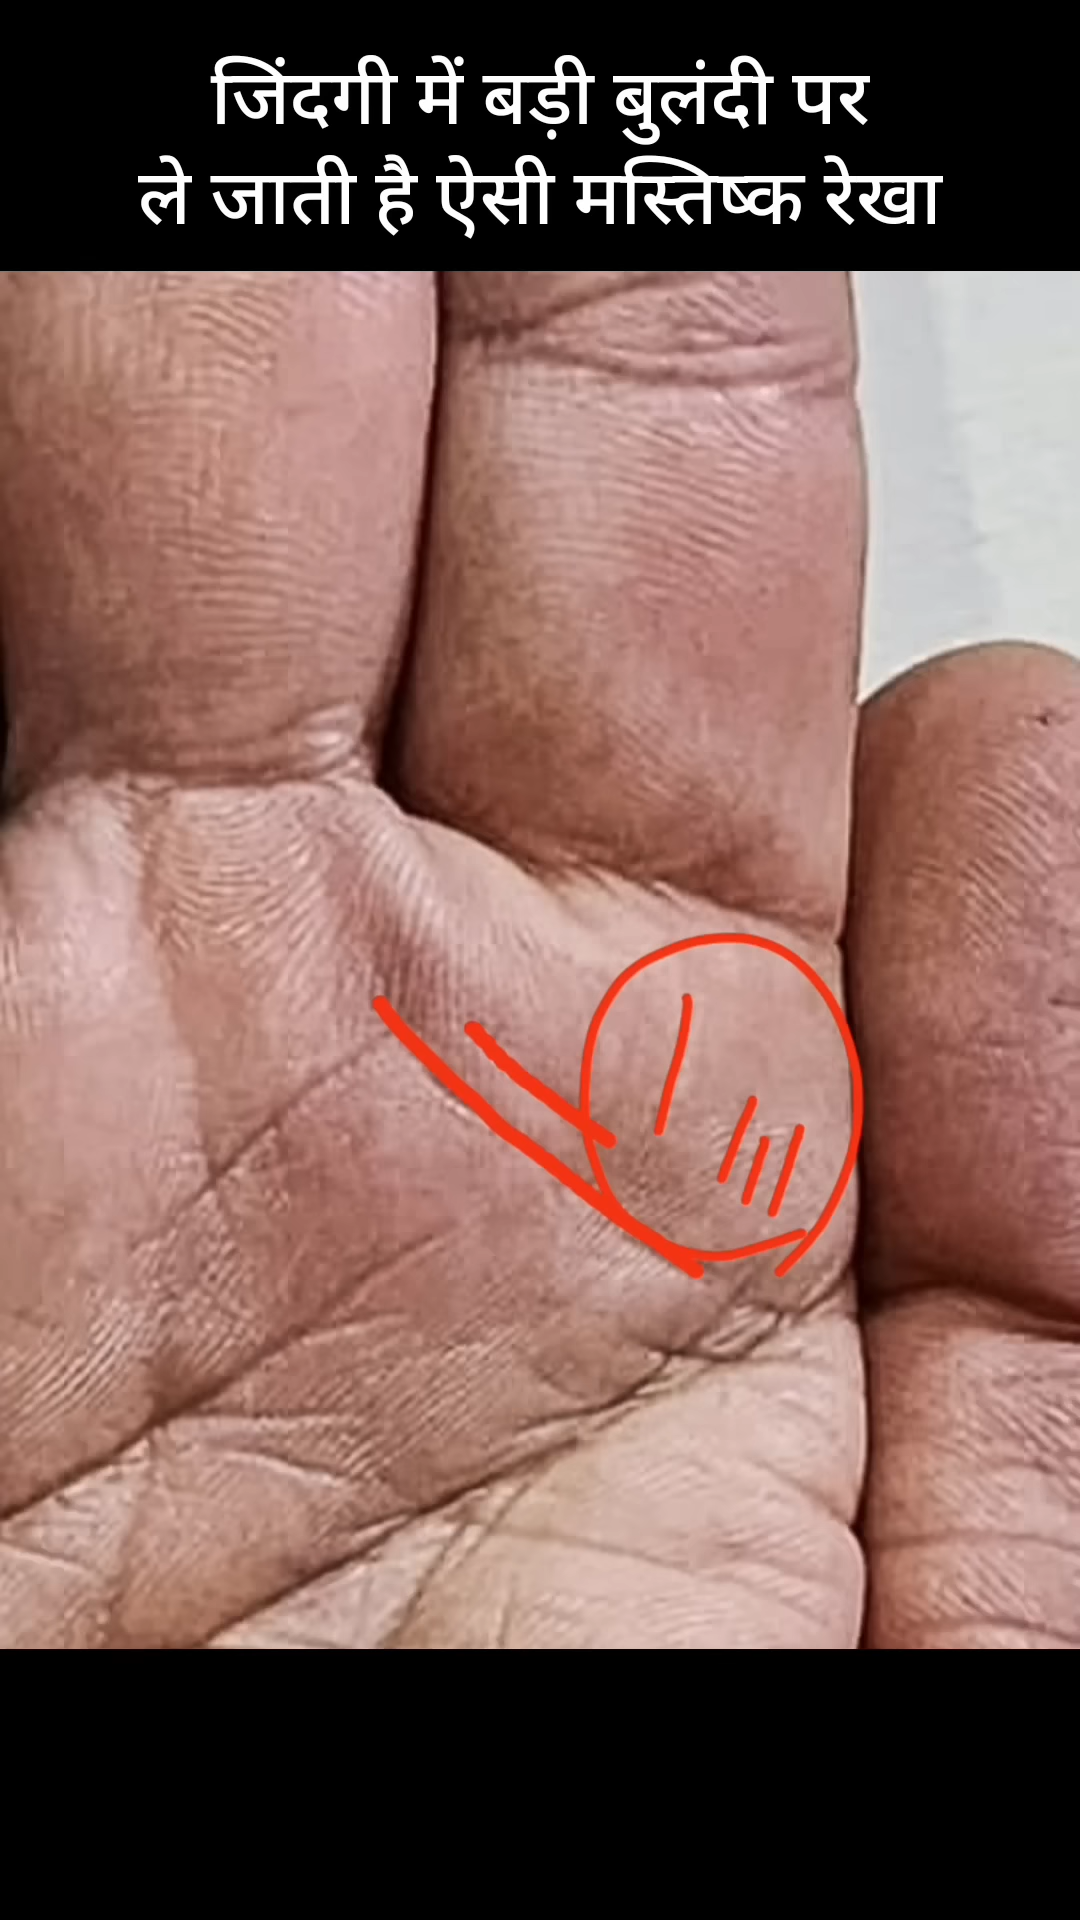 जिंदगी में बड़ी बुलंदी पर
ले जाती है ऐसी मस्तिष्क रेखा